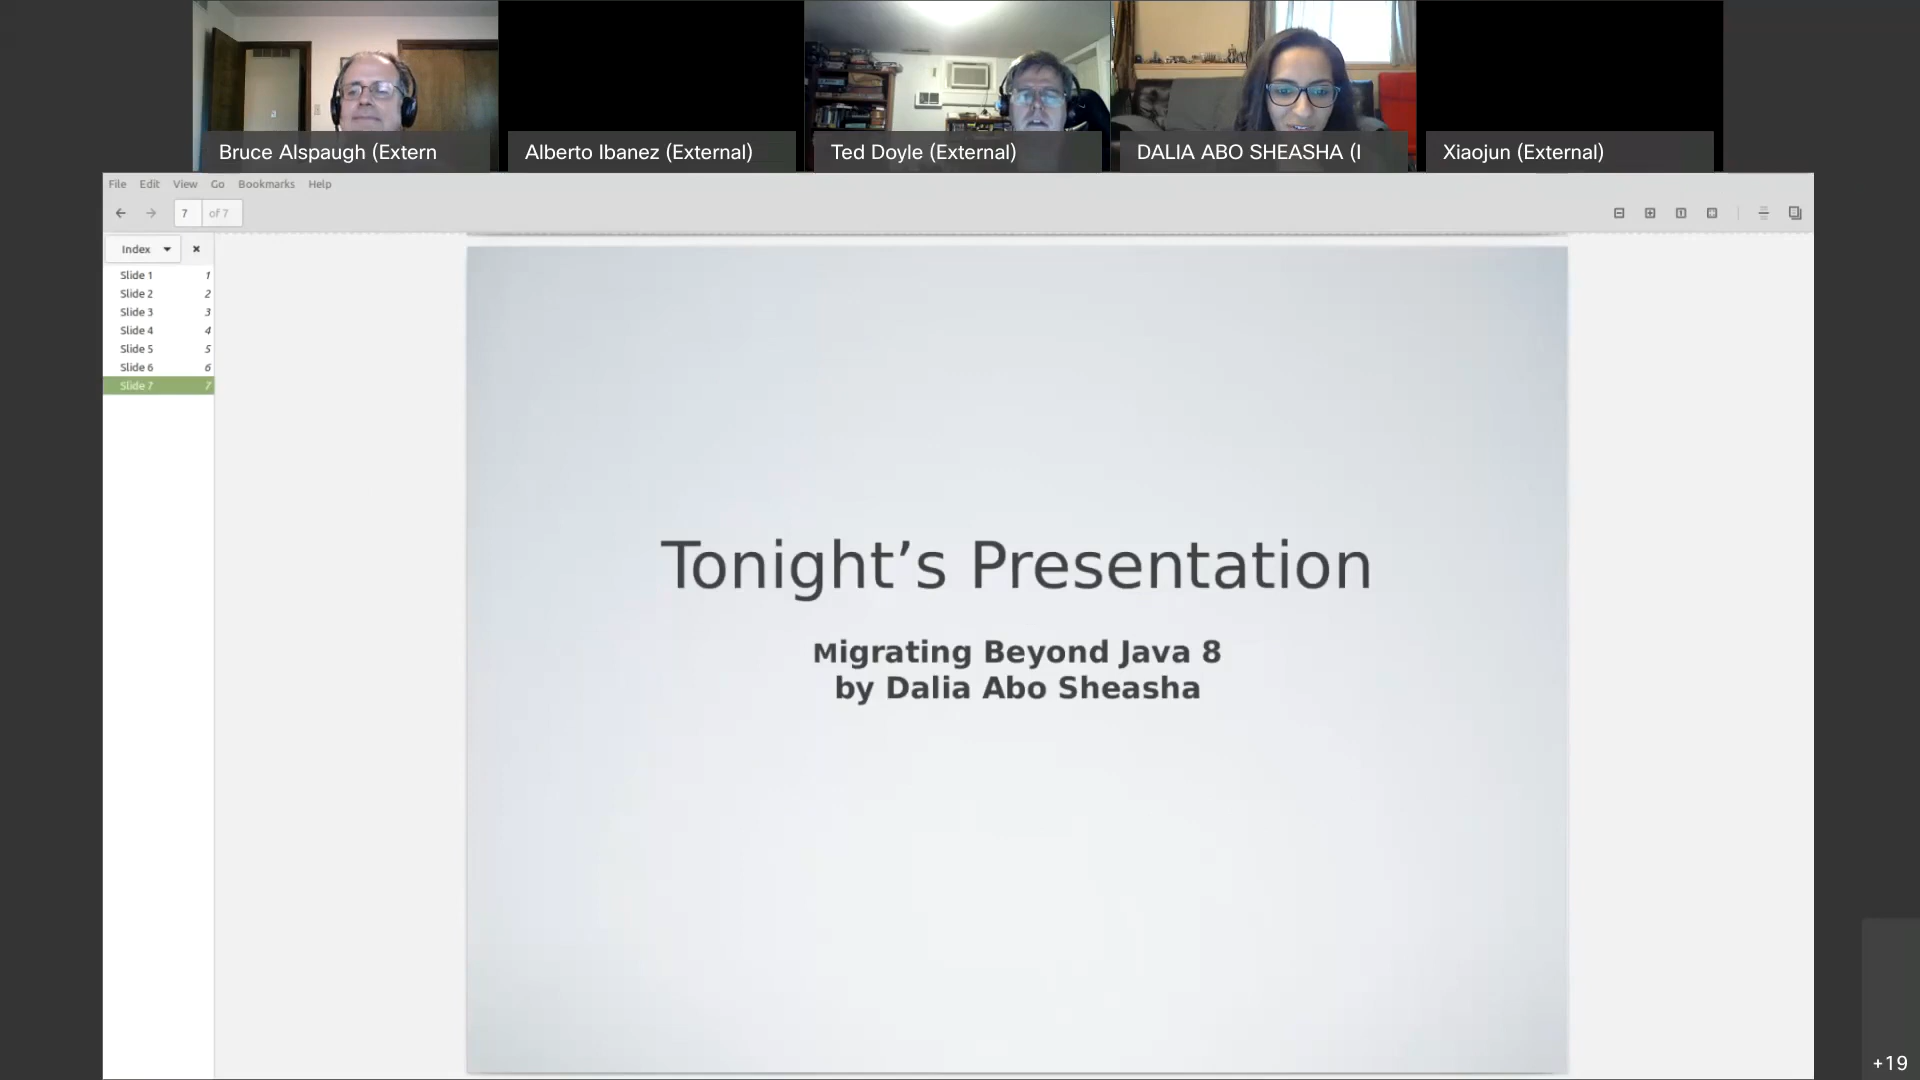 Bruce Alspaugh (Extern
Alberto Ibanez (External)
Ted Doyle (External)
DALIA ABO SHEASHA (I
Xiaojun (External)
File Edit View Go Bookmarks Help
7 of 7
Index
Slide 1 1
Slide 2 2
Slide 3 3
Slide 4 4
Slide 5 5
Slide 6 6
Slide 7 7
Tonight’s Presentation
Migrating Beyond Java 8
by Dalia Abo Sheasha
+19